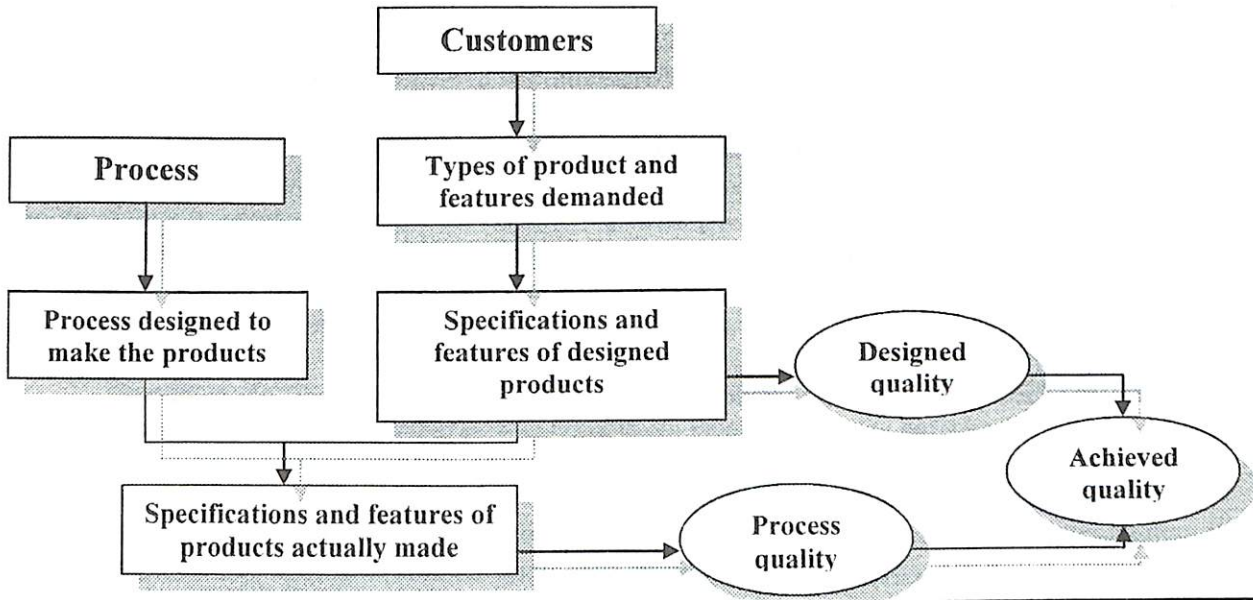 Customers
Process
Types of product and
features demanded
Process designed to
make the products
Specifications and
features of designed
products
Designed
quality
Achieved
quality
Specifications and features of
products actually made
Process
quality